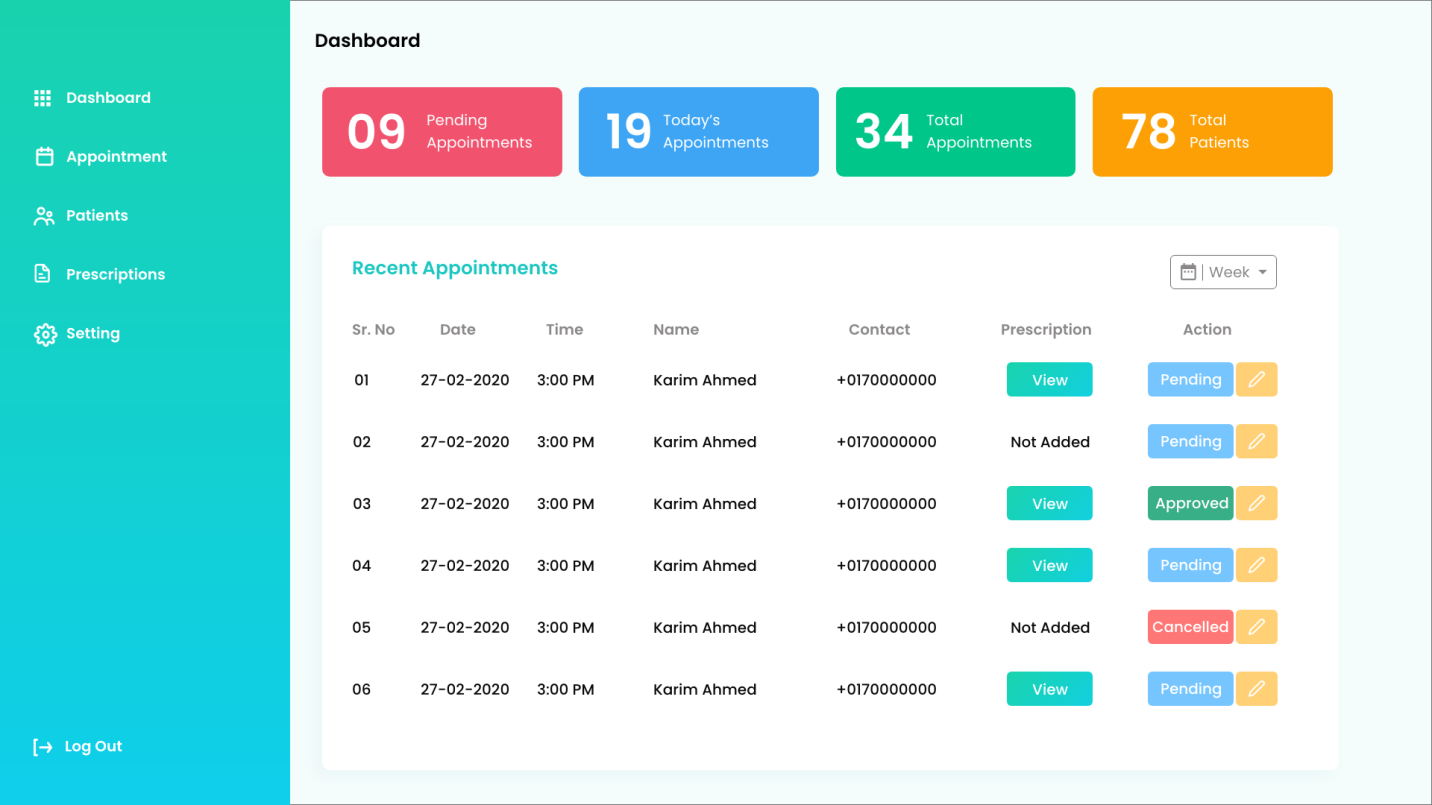 Dashboard
Appointment
Patients
Prescriptions
Setting
Log Out
Dashboard
09 Pending
Appointments
19 Today's
Appointments
34 Total
Appointments
78 Total
Patients
Recent Appointments
Week
Sr. No Date Time Name Contact Prescription Action
01 27-02-2020 3:00 PM Karim Ahmed +0170000000 View Pending
02 27-02-2020 3:00 PM Karim Ahmed +0170000000 Not Added Pending
03 27-02-2020 3:00 PM Karim Ahmed +0170000000 View Approved
04 27-02-2020 3:00 PM Karim Ahmed +0170000000 View Pending
05 27-02-2020 3:00 PM Karim Ahmed +0170000000 Not Added Cancelled
06 27-02-2020 3:00 PM Karim Ahmed +0170000000 View Pending